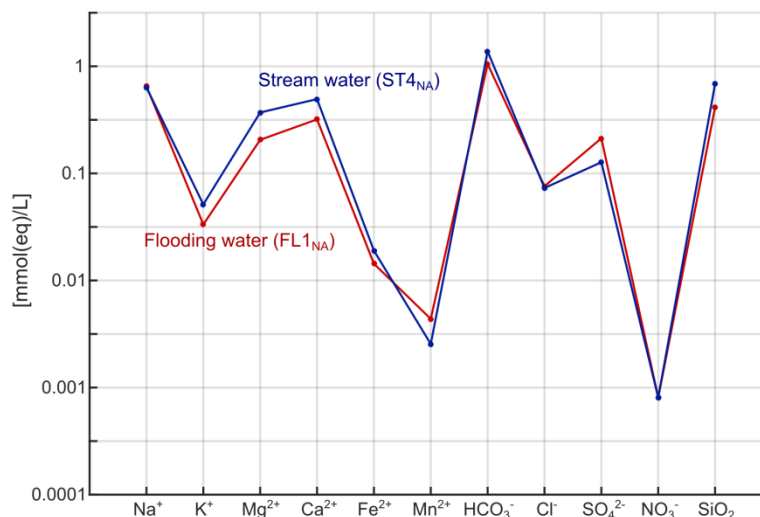 1
Stream water (ST4NA)
0.1
Flooding water (FL1NA)
0.01
0.001
0.0001
[mmol(eq)/L]
Na⁺ K⁺ Mg²⁺ Ca²⁺ Fe²⁺ Mn²⁺ HCO₃⁻ Cl⁻ SO₄²⁻ NO₃⁻ SiO₂